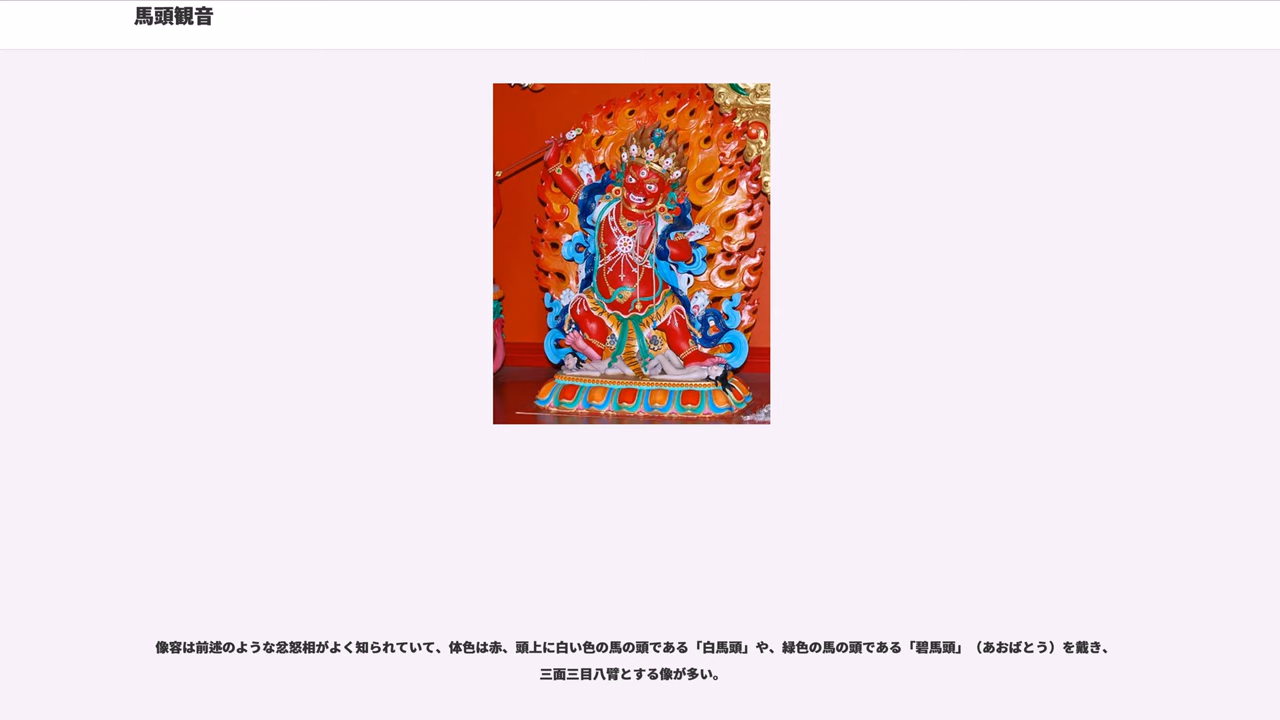 馬頭観音
像容は前述のような忿怒相がよく知られていて、体色は赤、頭上に白い色の馬の頭である「白馬頭」や、緑色の馬の頭である「碧馬頭」（あおばとう）を戴き、
三面三目八臂とする像が多い。